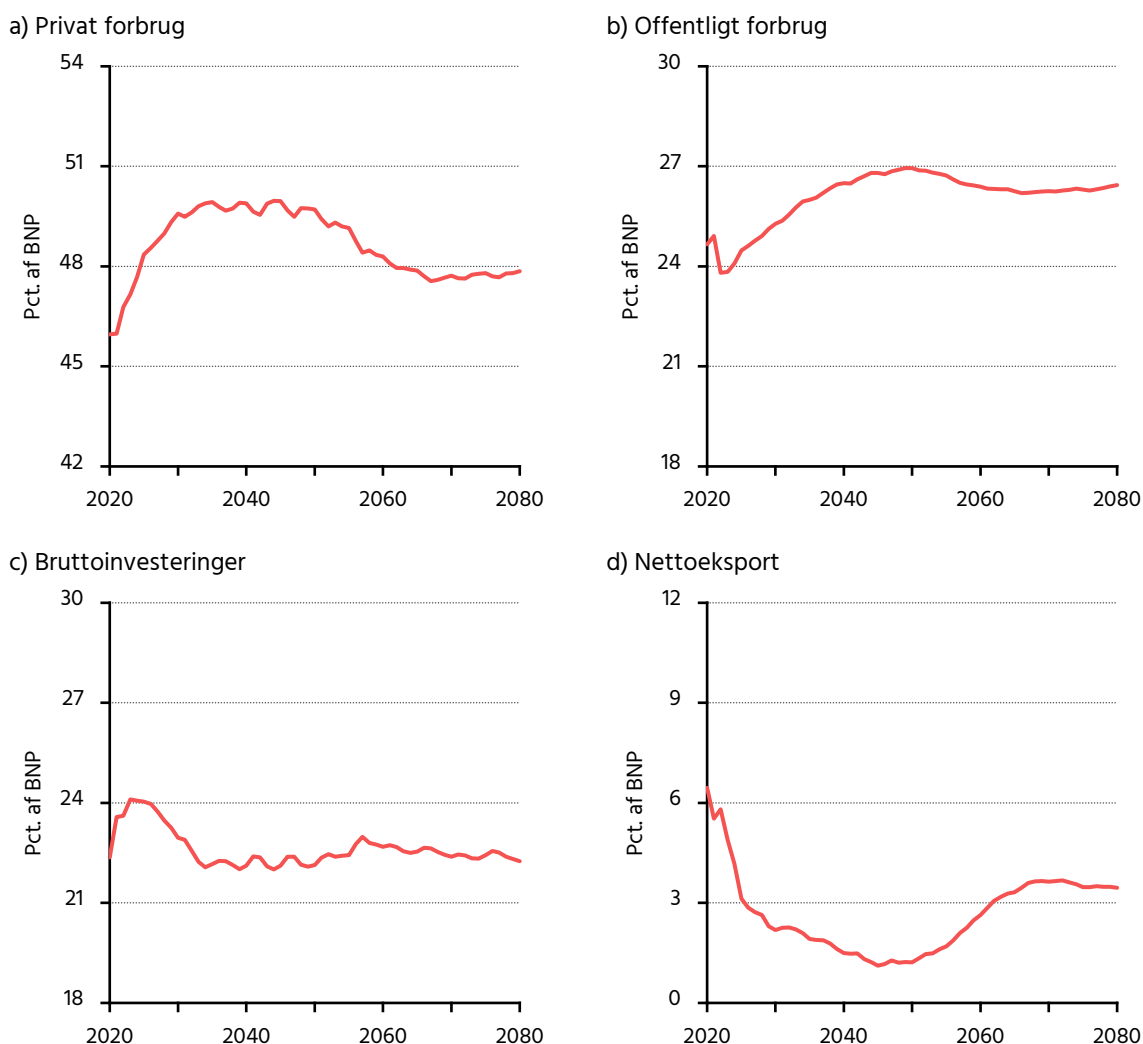 a) Privat forbrug
54
51
48
45
42
Pct. af BNP
2020 2040 2060 2080
b) Offentligt forbrug
30
27
24
21
18
Pct. af BNP
2020 2040 2060 2080
c) Bruttoinvesteringer
30
27
24
21
18
Pct. af BNP
2020 2040 2060 2080
d) Nettoeksport
12
9
6
3
0
Pct. af BNP
2020 2040 2060 2080